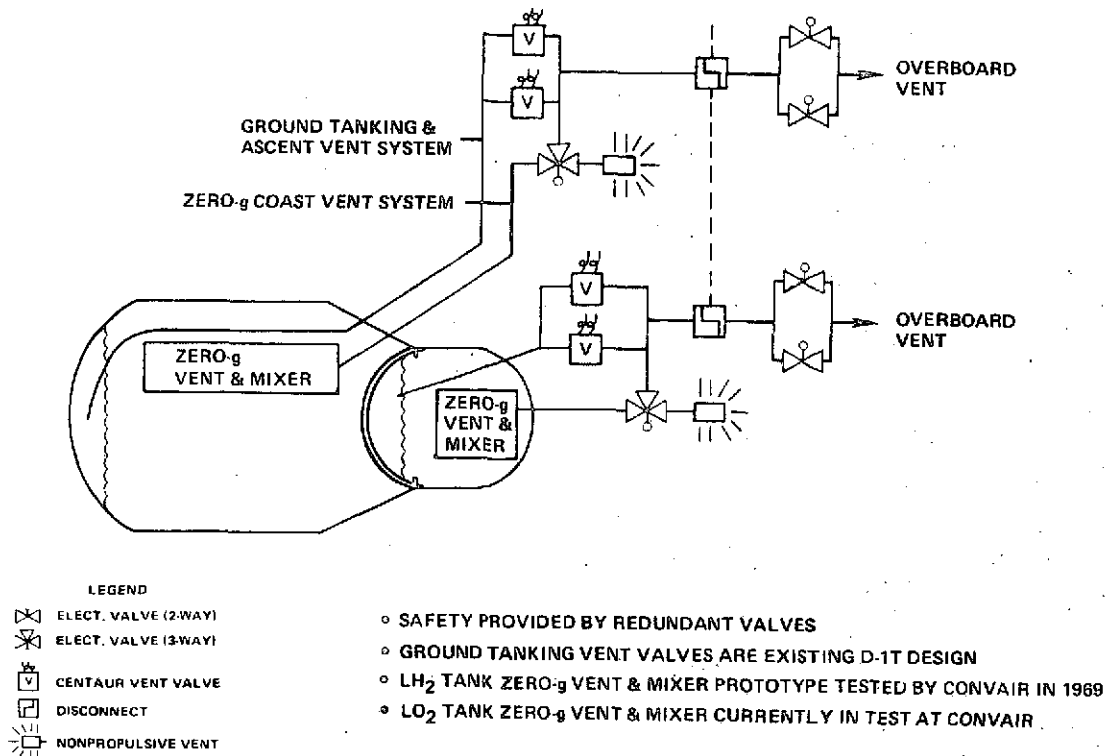 V
OVERBOARD
VENT
V
GROUND TANKING &
ASCENT VENT SYSTEM
ZERO-g COAST VENT SYSTEM
V
OVERBOARD
VENT
V
ZERO-g
VENT & MIXER
ZERO-g
VENT &
MIXER
LEGEND
ELECT. VALVE (2-WAY)
ELECT. VALVE (3-WAY)
V CENTAUR VENT VALVE
DISCONNECT
NONPROPULSIVE VENT
○ SAFETY PROVIDED BY REDUNDANT VALVES
○ GROUND TANKING VENT VALVES ARE EXISTING D-1T DESIGN
○ LH₂ TANK ZERO-g VENT & MIXER PROTOTYPE TESTED BY CONVAIR IN 1969
○ LO₂ TANK ZERO-g VENT & MIXER CURRENTLY IN TEST AT CONVAIR